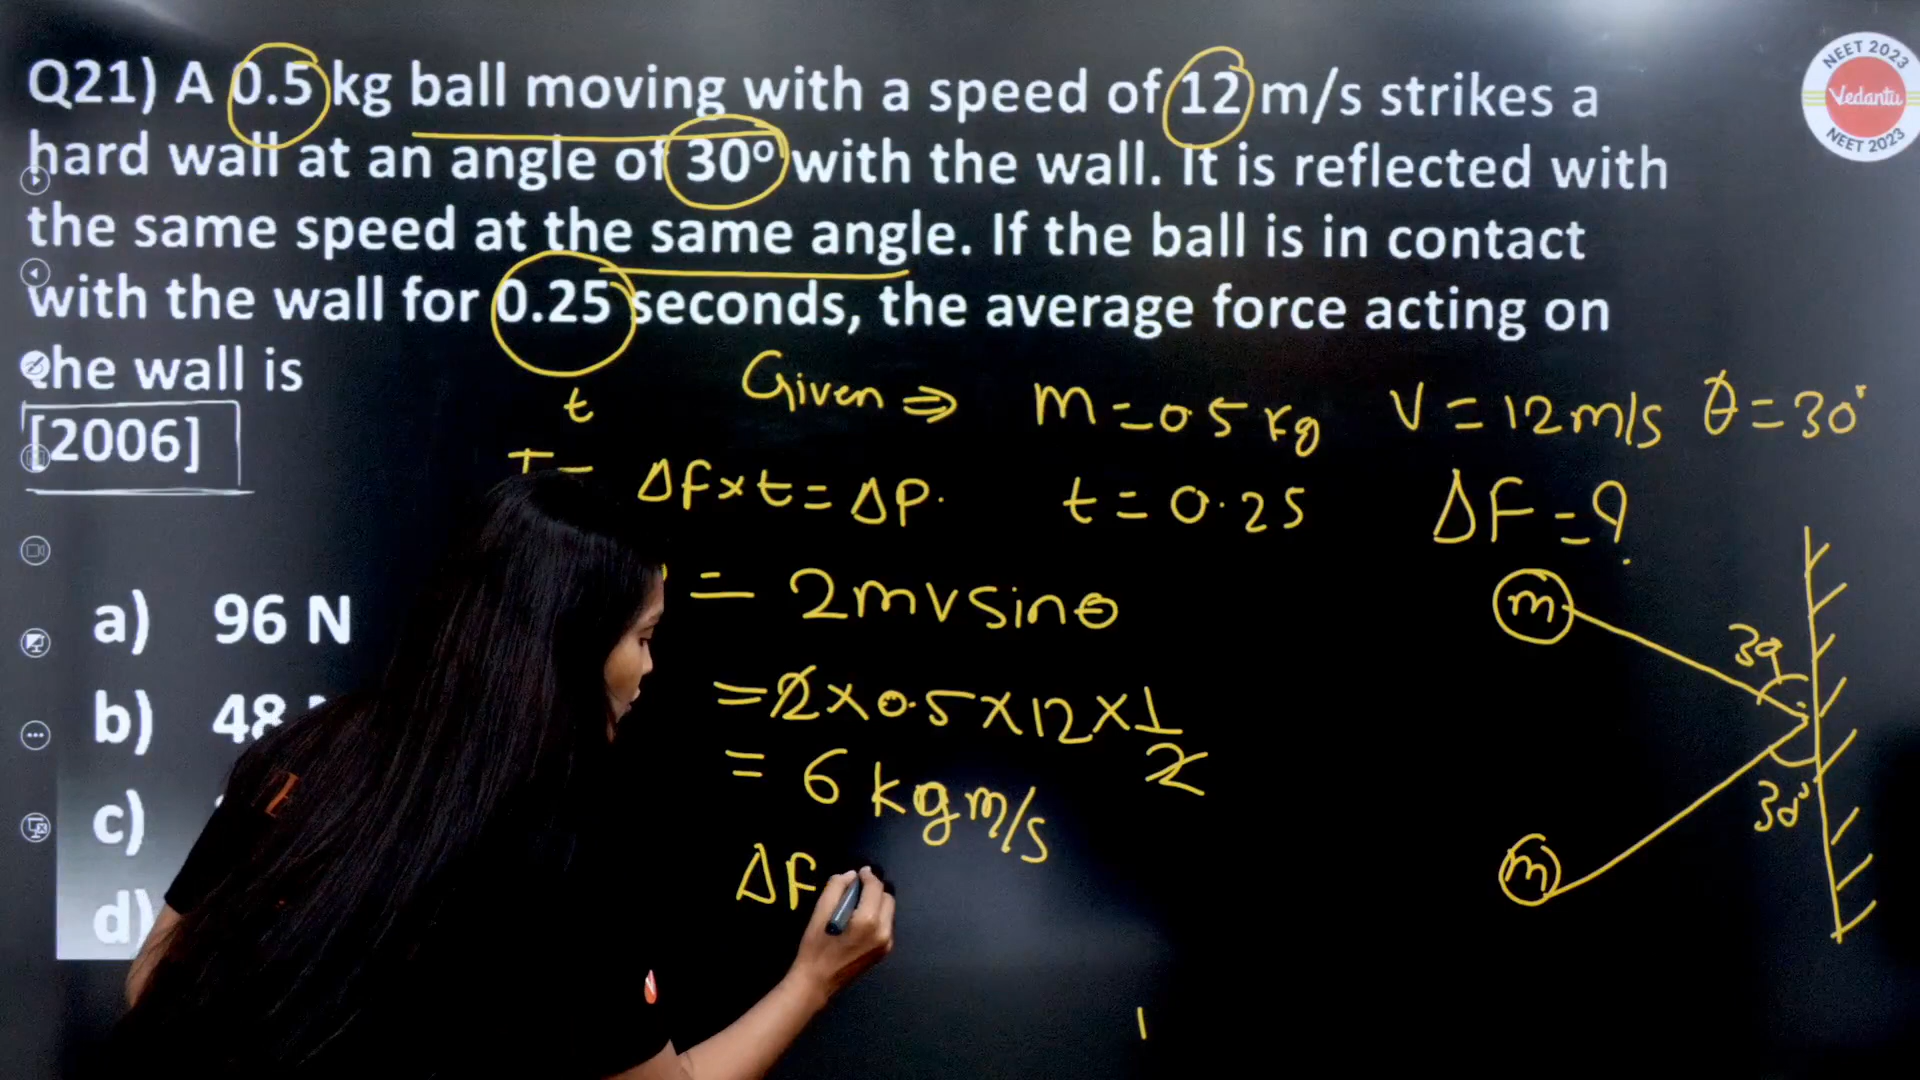 Q21) A 0.5 kg ball moving with a speed of 12 m/s strikes a
hard wall at an angle of 30º with the wall. It is reflected with
the same speed at the same angle. If the ball is in contact
with the wall for 0.25 seconds, the average force acting on
the wall is
[2006]
NEET 2023
Vedantu
NEET 2023
t
Given ⇒ m = 0.5 kg V = 12 m/s θ = 30°
ΔF × t = ΔP. t = 0.25 ΔF = ?
= 2mvsinθ
= 2 × 0.5 × 12 × 1/2
= 6 kgm/s
ΔF
m
30
30°
m
a) 96 N
b) 48
c)
d)